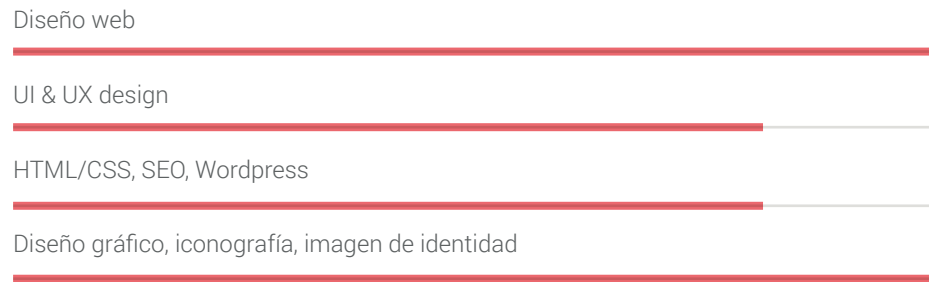 Diseño web
UI & UX design
HTML/CSS, SEO, Wordpress
Diseño gráfico, iconografía, imagen de identidad